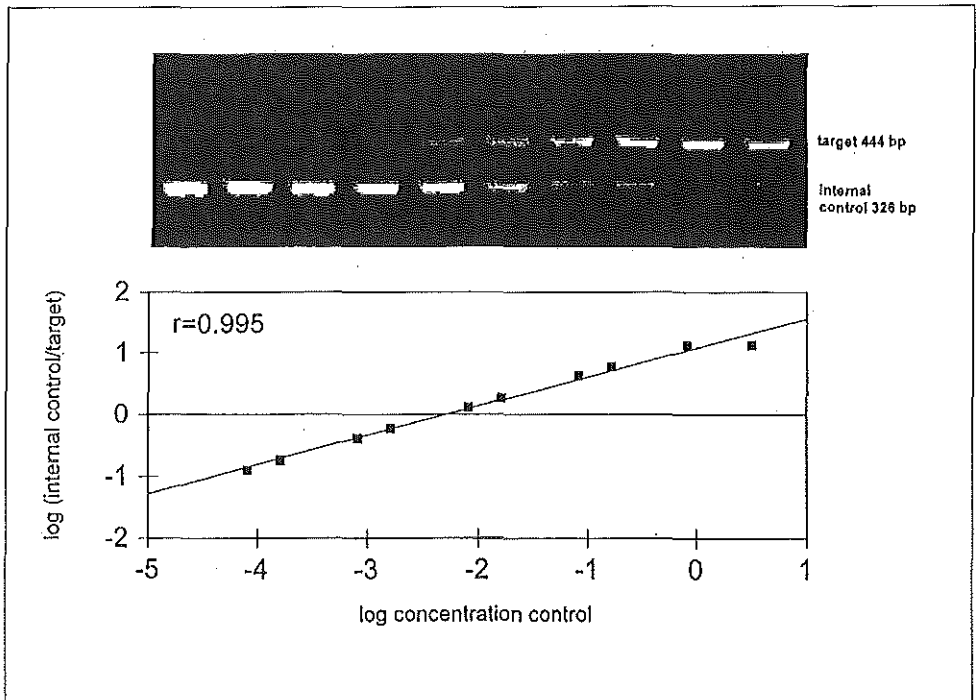 target 444 bp
Internal
control 326 bp
r=0.995
log (internal control/target)
2
1
0
-1
-2
-5
-4
-3
-2
-1
0
1
log concentration control